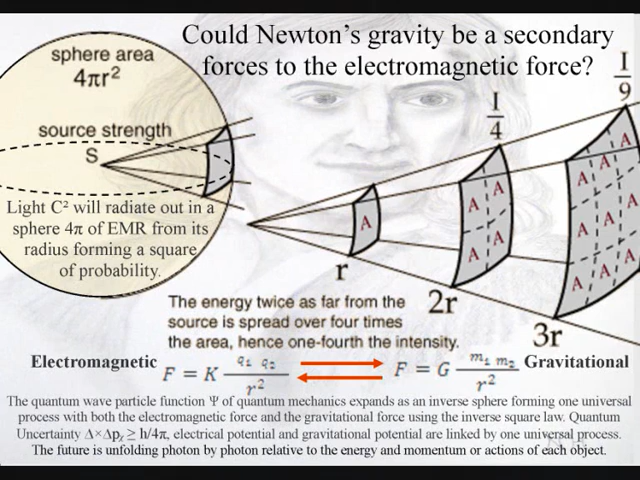 Could Newton’s gravity be a secondary
forces to the electromagnetic force?
sphere area
4πr²
source strength
S
Light C² will radiate out in a
sphere 4π of EMR from its
radius forming a square
of probability.
I
4
I
9
A
A A
A A
A A A
A A A
A A A
r
2r
3r
The energy twice as far from the
source is spread over four times
the area, hence one-fourth the intensity.
Electromagnetic F = K q₁ q₂ / r² F = G m₁ m₂ / r² Gravitational
The quantum wave particle function Ψ of quantum mechanics expands as an inverse sphere forming one universal
process with both the electromagnetic force and the gravitational force using the inverse square law. Quantum
Uncertainty Δ×Δpᵪ ≥ h/4π, electrical potential and gravitational potential are linked by one universal process.
The future is unfolding photon by photon relative to the energy and momentum or actions of each object.